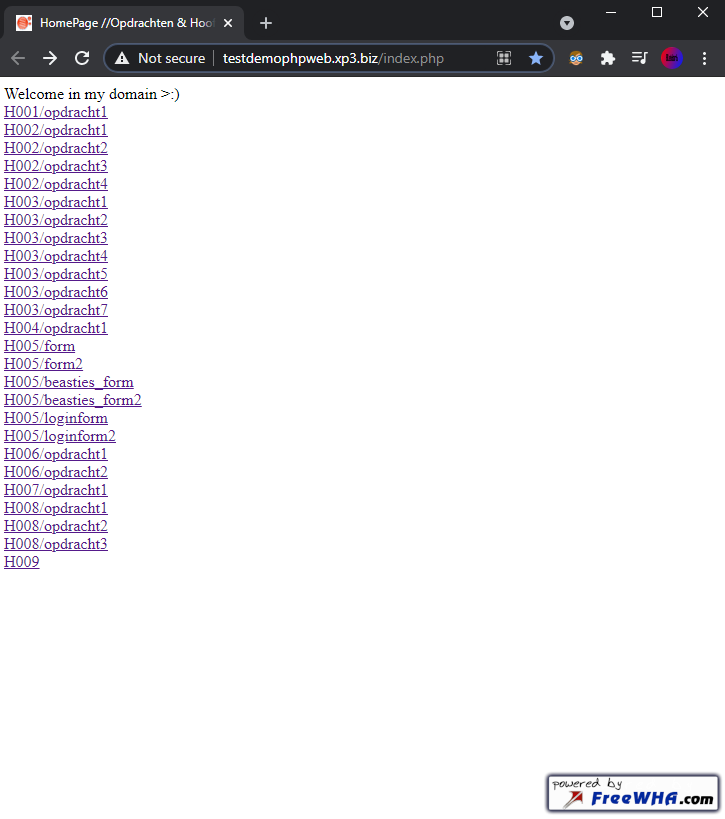 HomePage //Opdrachten & Hoof
Not secure
testdemophpweb.xp3.biz/index.php
Welcome in my domain >:)
H001/opdracht1
H002/opdracht1
H002/opdracht2
H002/opdracht3
H002/opdracht4
H003/opdracht1
H003/opdracht2
H003/opdracht3
H003/opdracht4
H003/opdracht5
H003/opdracht6
H003/opdracht7
H004/opdracht1
H005/form
H005/form2
H005/beasties_form
H005/beasties_form2
H005/loginform
H005/loginform2
H006/opdracht1
H006/opdracht2
H007/opdracht1
H008/opdracht1
H008/opdracht2
H008/opdracht3
H009
powered by
FreeWHA.com